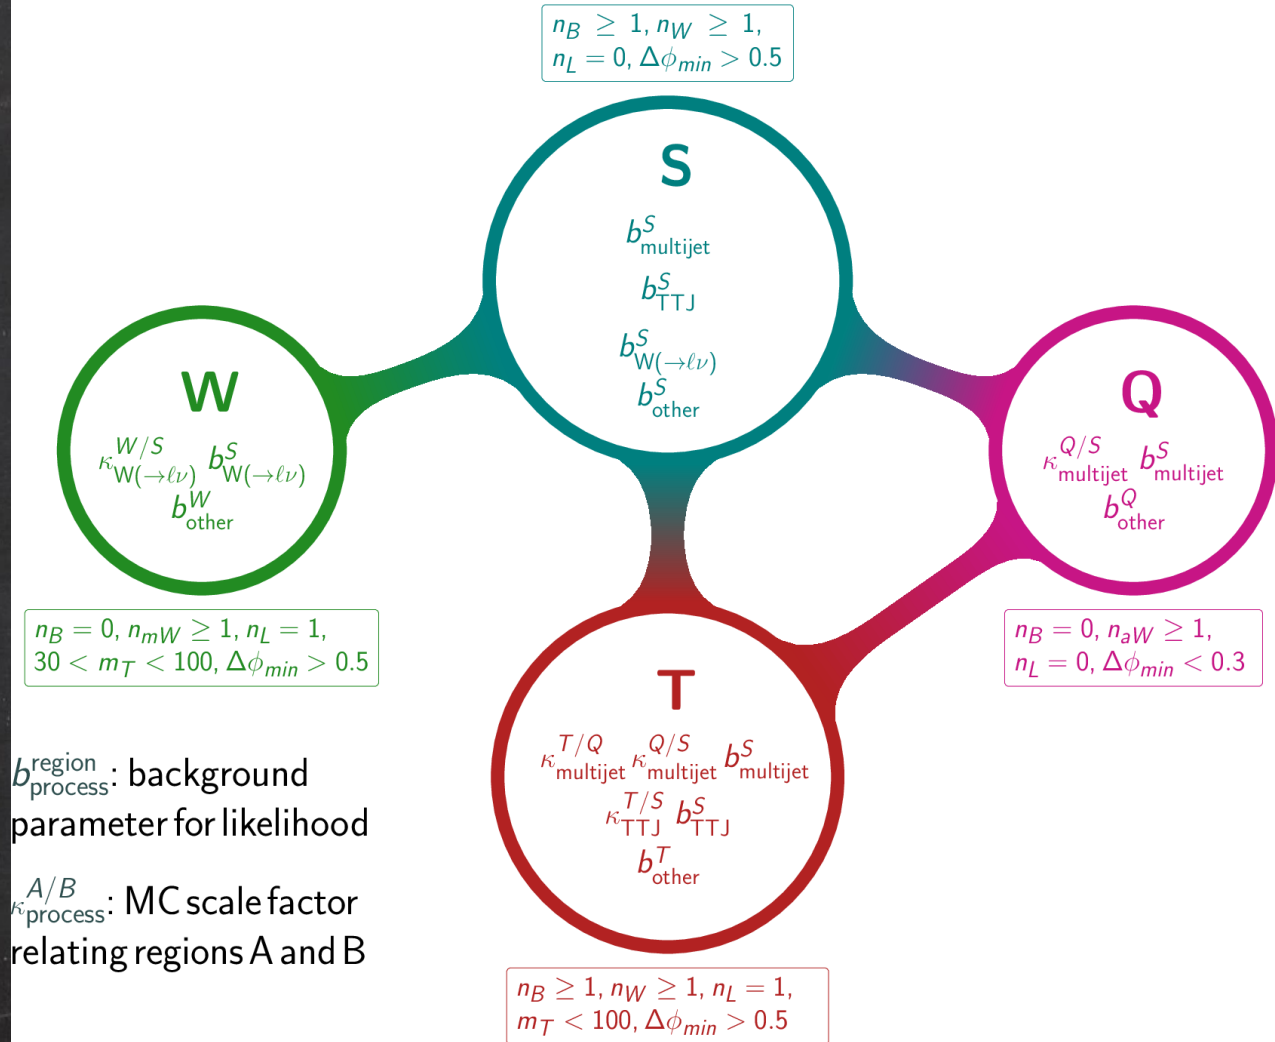 n_B ≥ 1, n_W ≥ 1,
n_L = 0, Δϕ_min > 0.5
S
b^S_multijet
b^S_TTJ
b^S_W(→ℓν)
b^S_other
W
κ^W/S_W(→ℓν) b^S_W(→ℓν)
b^W_other
n_B = 0, n_mW ≥ 1, n_L = 1,
30 < m_T < 100, Δϕ_min > 0.5
Q
κ^Q/S_multijet b^S_multijet
b^Q_other
n_B = 0, n_aW ≥ 1,
n_L = 0, Δϕ_min < 0.3
T
κ^T/Q_multijet κ^Q/S_multijet b^S_multijet
κ^T/S_TTJ b^S_TTJ
b^T_other
n_B ≥ 1, n_W ≥ 1, n_L = 1,
m_T < 100, Δϕ_min > 0.5
b^region_process: background
parameter for likelihood
κ^A/B_process: MC scale factor
relating regions A and B